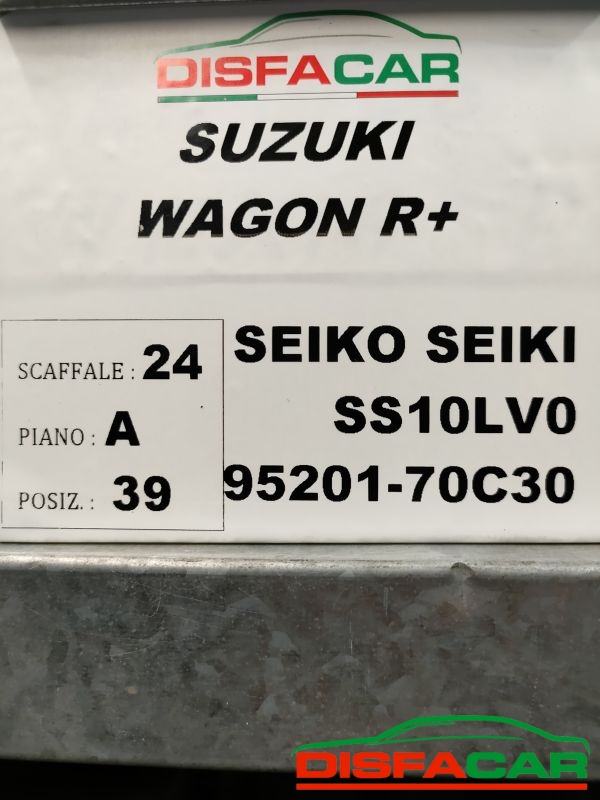 DISFACAR
SUZUKI
WAGON R+
SCAFFALE : 24
PIANO : A
POSIZ. : 39
SEIKO SEIKI
SS10LV0
95201-70C30
DISFACAR